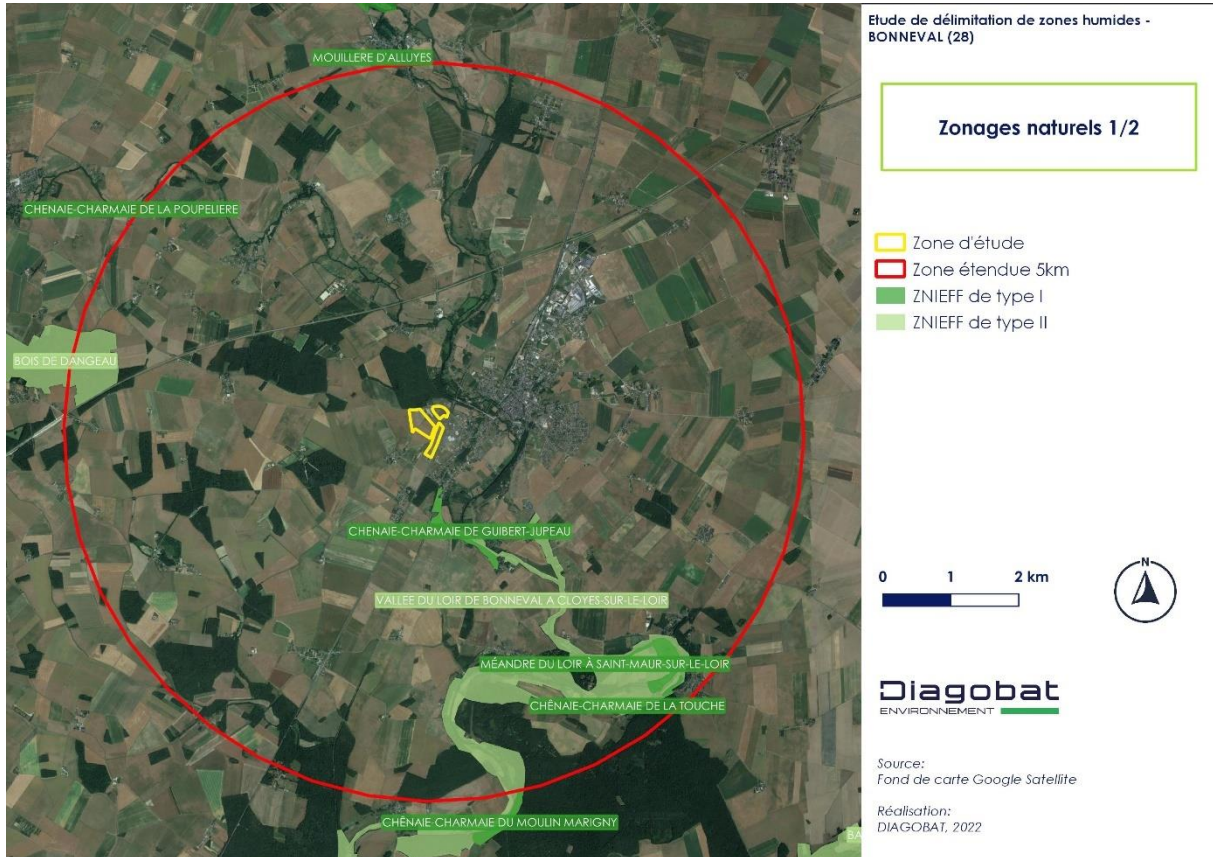 MOUILLERE D'ALLUYES
CHENAIE-CHARMAIE DE LA POUPELIERE
BOIS DE DANGEAU
CHENAIE-CHARMAIE DE GUIBERT-JUPEAU
VALLEE DU LOIR DE BONNEVAL A CLOYES-SUR-LE-LOIR
MÉANDRE DU LOIR À SAINT-MAUR-SUR-LE-LOIR
CHÊNAIE-CHARMAIE DE LA TOUCHE
CHÊNAIE-CHARMAIE DU MOULIN MARIGNY
BA
Etude de délimitation de zones humides -
BONNEVAL (28)
Zonages naturels 1/2
Zone d'étude
Zone étendue 5km
ZNIEFF de type I
ZNIEFF de type II
0 1 2 km
N
Diagobat
ENVIRONNEMENT
Source:
Fond de carte Google Satellite
Réalisation:
DIAGOBAT, 2022